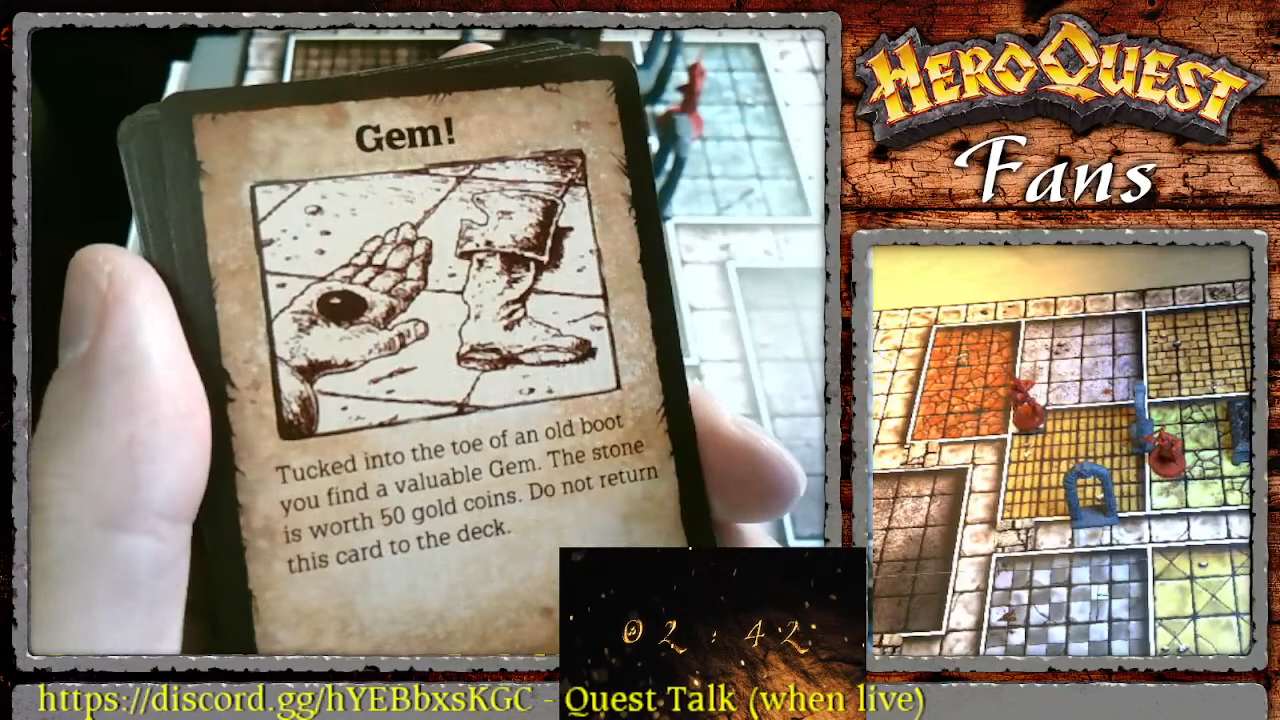 HEROQUEST
Fans
Gem!
Tucked into the toe of an old boot
you find a valuable Gem. The stone
is worth 50 gold coins. Do not return
this card to the deck.
02:42
https://discord.gg/hYEBbxsKGC - Quest Talk (when live)